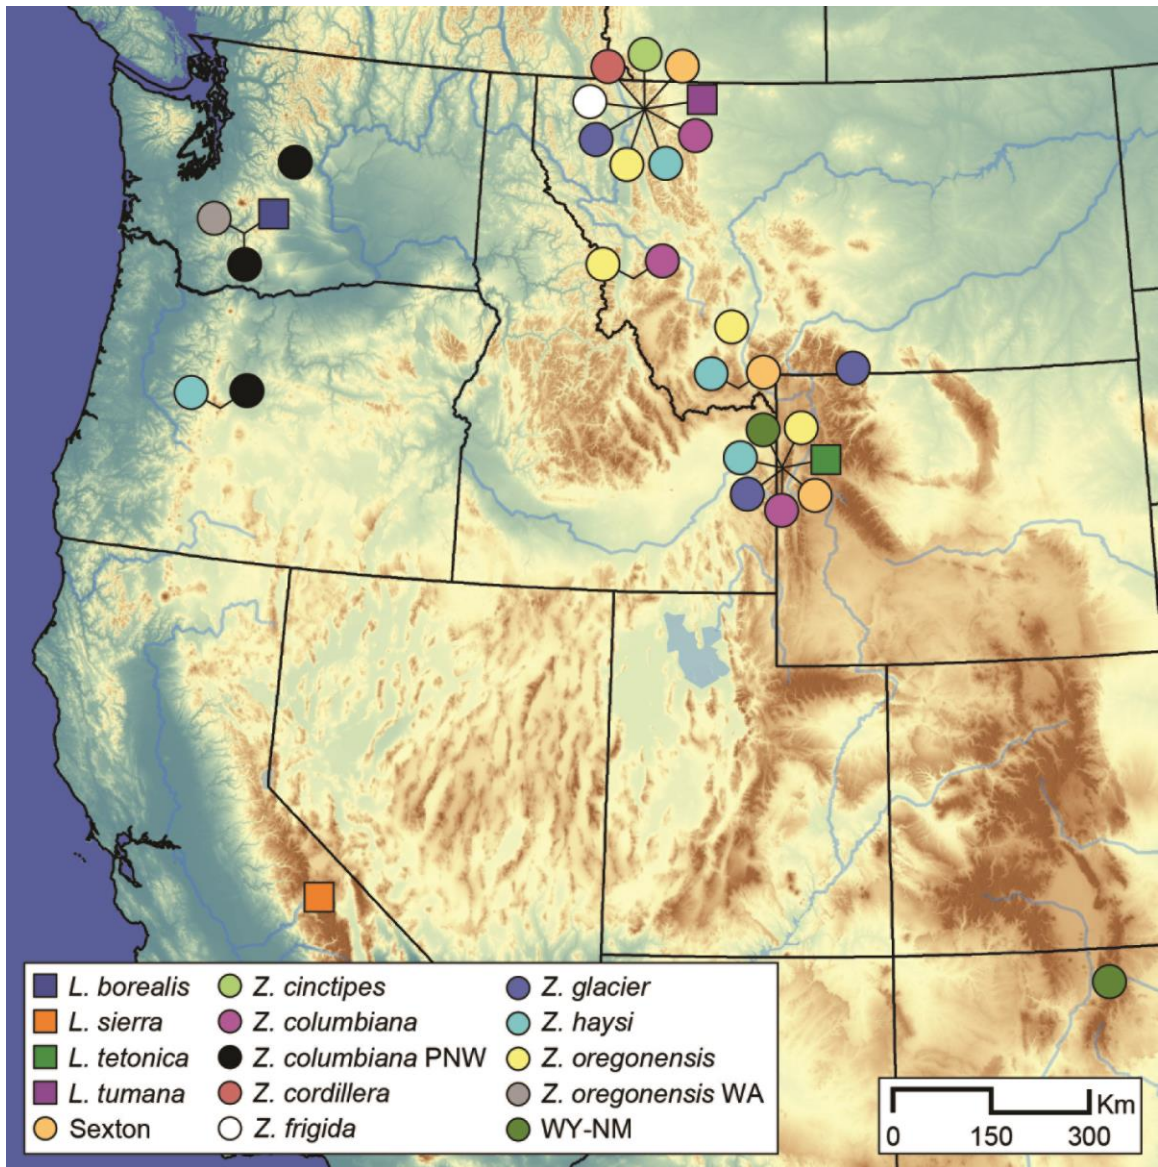 L. borealis Z. cinctipes Z. glacier
L. sierra Z. columbiana Z. haysi
L. tetonica Z. columbiana PNW Z. oregonensis
L. tumana Z. cordillera Z. oregonensis WA
Sexton Z. frigida WY-NM
Km
0 150 300